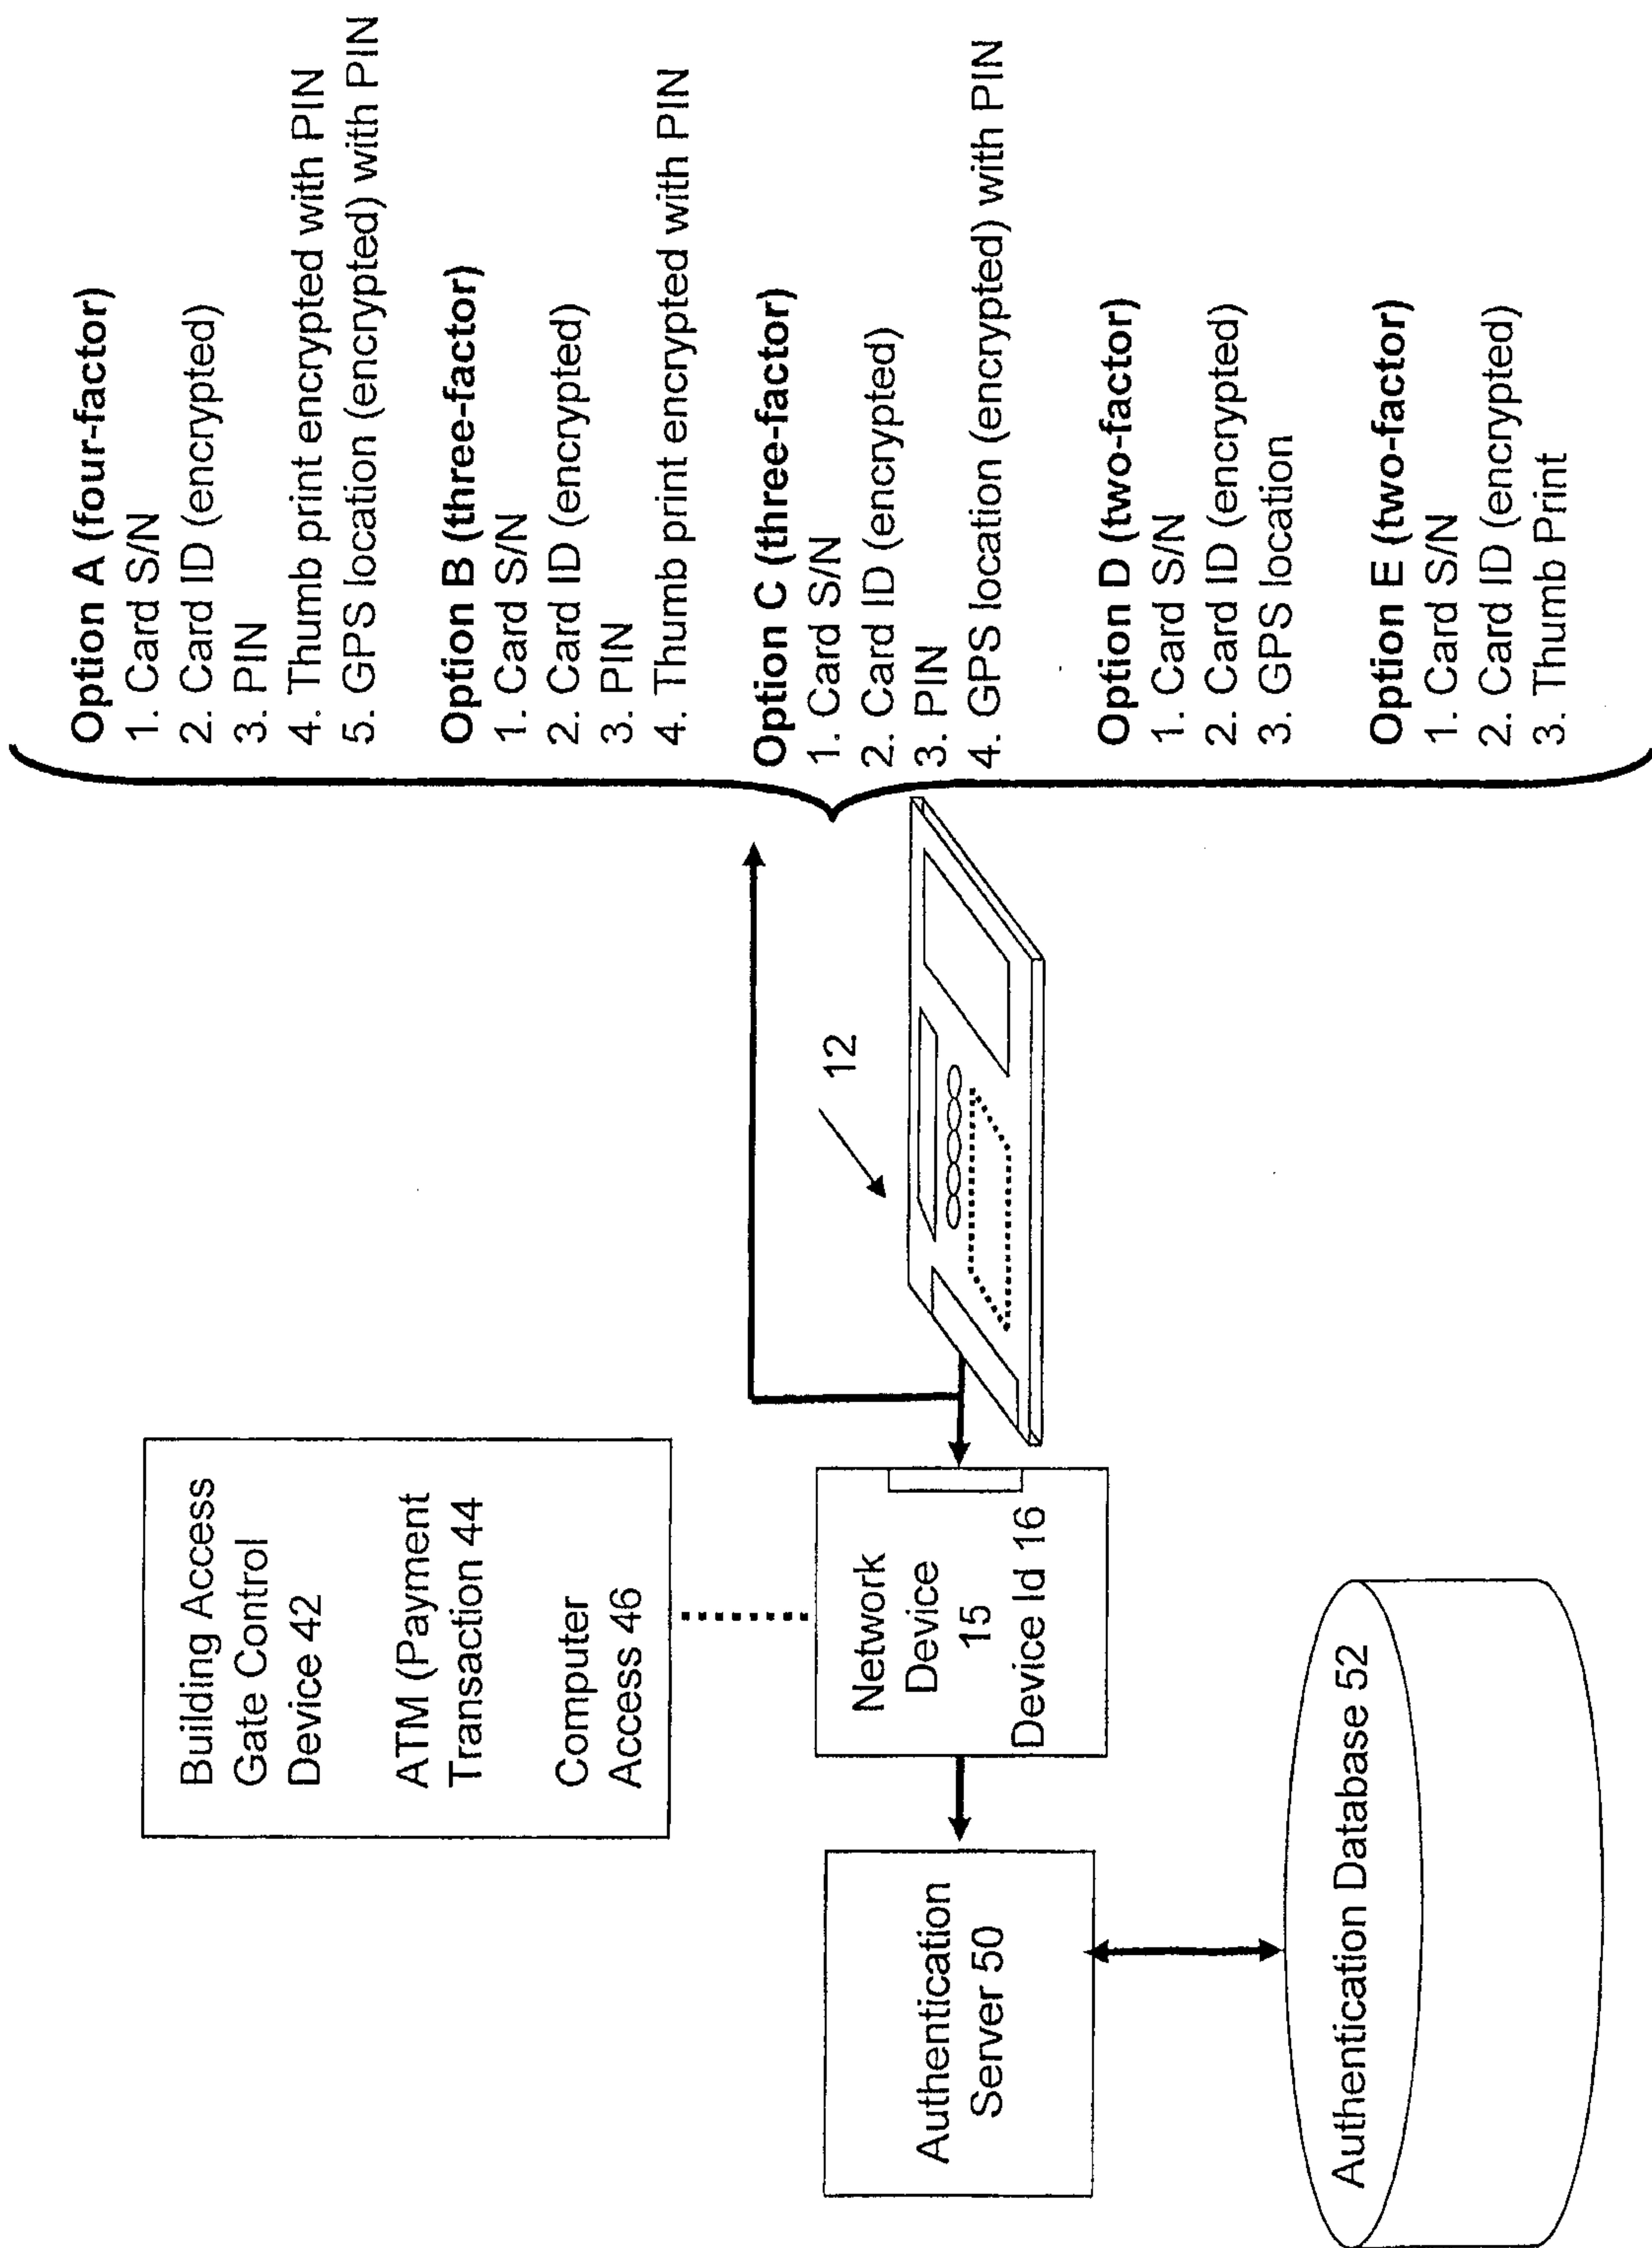 Building Access
Gate Control
Device 42
ATM (Payment
Transaction 44
Computer
Access 46
Authentication
Server 50
Network
Device
15
Device Id 16
12
Authentication Database 52
Option A (four-factor)
1. Card S/N
2. Card ID (encrypted)
3. PIN
4. Thumb print encrypted with PIN
5. GPS location (encrypted) with PIN
Option B (three-factor)
1. Card S/N
2. Card ID (encrypted)
3. PIN
4. Thumb print encrypted with PIN
Option C (three-factor)
1. Card S/N
2. Card ID (encrypted)
3. PIN
4. GPS location (encrypted) with PIN
Option D (two-factor)
1. Card S/N
2. Card ID (encrypted)
3. GPS location
Option E (two-factor)
1. Card S/N
2. Card ID (encrypted)
3. Thumb Print